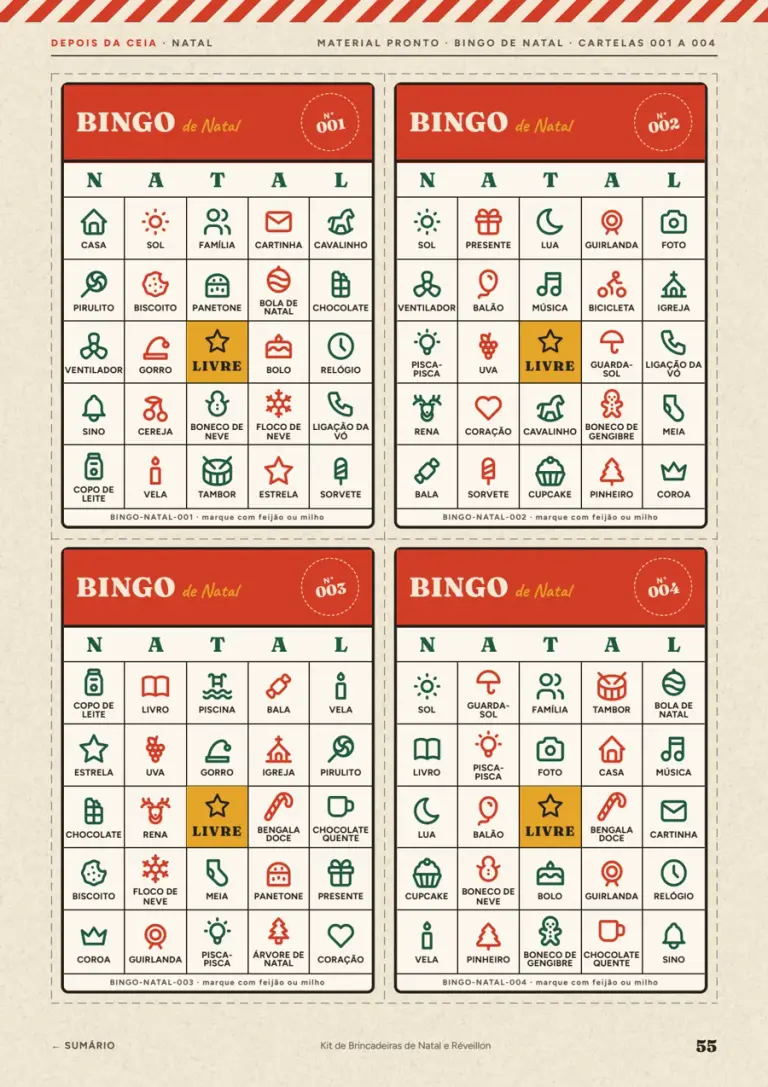 DEPOIS DA CEIA · NATAL
MATERIAL PRONTO · BINGO DE NATAL · CARTELAS 001 A 004
BINGO de Natal
N° 001
N A T A L
CASA SOL FAMÍLIA CARTINHA CAVALINHO
PIRULITO BISCOITO PANETONE BOLA DE NATAL CHOCOLATE
VENTILADOR GORRO LIVRE BOLO RELÓGIO
SINO CEREJA BONECO DE NEVE FLOCO DE NEVE LIGAÇÃO DA VÓ
COPO DE LEITE VELA TAMBOR ESTRELA SORVETE
BINGO-NATAL-001 · marque com feijão ou milho
BINGO de Natal
N° 002
N A T A L
SOL PRESENTE LUA GUIRLANDA FOTO
VENTILADOR BALÃO MÚSICA BICICLETA IGREJA
PISCA-PISCA UVA LIVRE GUARDA-SOL LIGAÇÃO DA VÓ
RENA CORAÇÃO CAVALINHO BONECO DE GENGIBRE MEIA
BALA SORVETE CUPCAKE PINHEIRO COROA
BINGO-NATAL-002 · marque com feijão ou milho
BINGO de Natal
N° 003
N A T A L
COPO DE LEITE LIVRO PISCINA BALA VELA
ESTRELA UVA GORRO IGREJA PIRULITO
CHOCOLATE RENA LIVRE BENGALA DOCE CHOCOLATE QUENTE
BISCOITO FLOCO DE NEVE MEIA PANETONE PRESENTE
COROA GUIRLANDA PISCA-PISCA ÁRVORE DE NATAL CORAÇÃO
BINGO-NATAL-003 · marque com feijão ou milho
BINGO de Natal
N° 004
N A T A L
SOL GUARDA-SOL FAMÍLIA TAMBOR BOLA DE NATAL
LIVRO PISCA-PISCA FOTO CASA MÚSICA
LUA BALÃO LIVRE BENGALA DOCE CARTINHA
CUPCAKE BONECO DE NEVE BOLO GUIRLANDA RELÓGIO
VELA PINHEIRO BONECO DE GENGIBRE CHOCOLATE QUENTE SINO
BINGO-NATAL-004 · marque com feijão ou milho
← SUMÁRIO
Kit de Brincadeiras de Natal e Réveillon
55